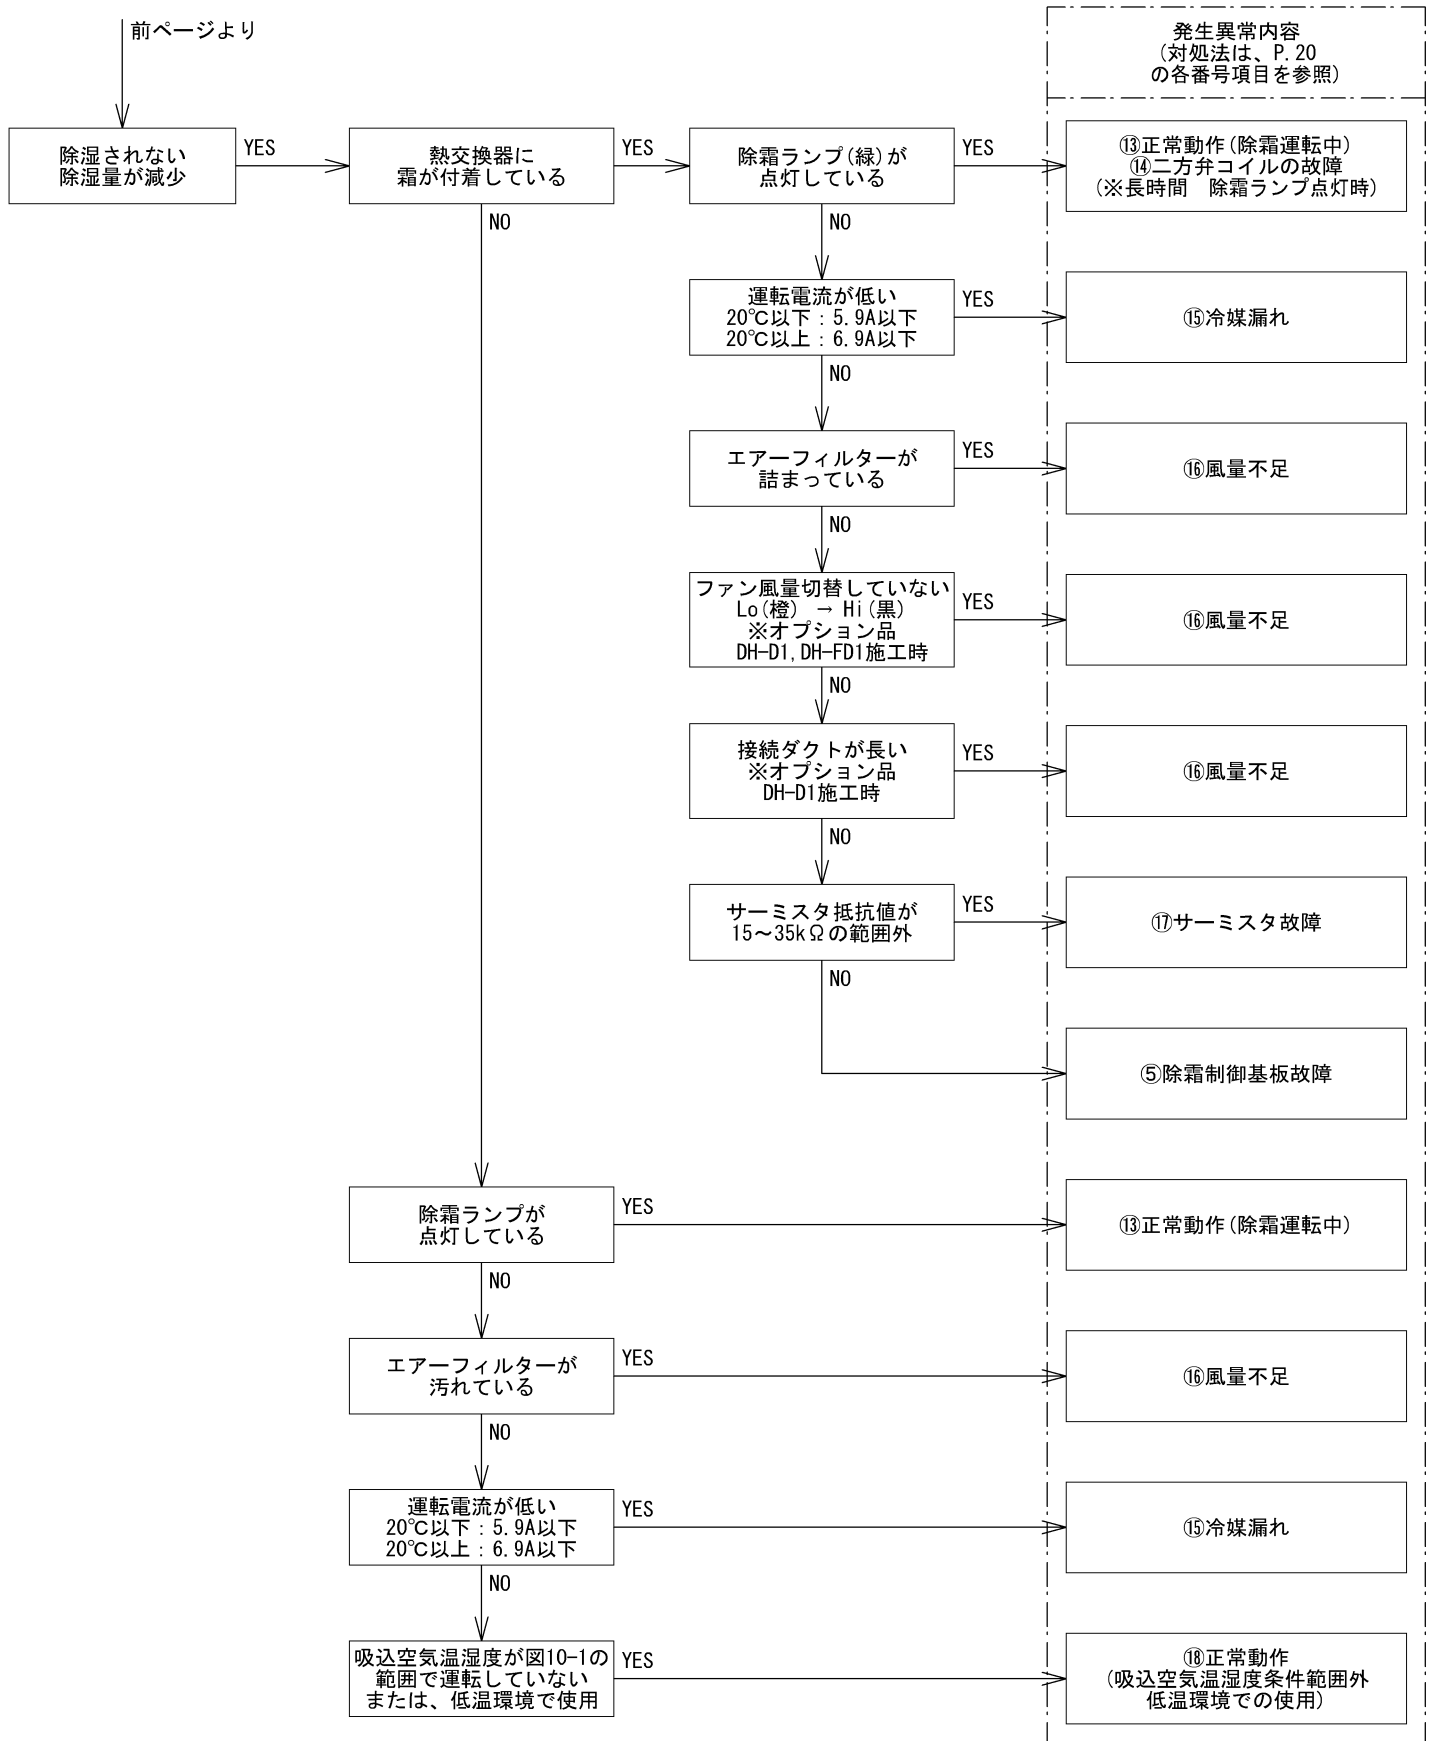 前ページより
発生異常内容
(対処法は、P.20
の各番号項目を参照)
除湿されない
除湿量が減少
YES
熱交換器に
霜が付着している
YES
除霜ランプ(緑)が
点灯している
YES
⑬正常動作(除霜運転中)
⑭二方弁コイルの故障
(※長時間　除霜ランプ点灯時)
NO
NO
運転電流が低い
20℃以下：5.9A以下
20℃以上：6.9A以下
YES
⑮冷媒漏れ
NO
エアーフィルターが
詰まっている
YES
⑯風量不足
NO
ファン風量切替していない
Lo(橙) → Hi(黒)
※オプション品
DH-D1,DH-FD1施工時
YES
⑯風量不足
NO
接続ダクトが長い
※オプション品
DH-D1施工時
YES
⑯風量不足
NO
サーミスタ抵抗値が
15～35kΩの範囲外
YES
⑰サーミスタ故障
NO
⑤除霜制御基板故障
除霜ランプが
点灯している
YES
⑬正常動作(除霜運転中)
NO
エアーフィルターが
汚れている
YES
⑯風量不足
NO
運転電流が低い
20℃以下：5.9A以下
20℃以上：6.9A以下
YES
⑮冷媒漏れ
NO
吸込空気温湿度が図10-1の
範囲で運転していない
または、低温環境で使用
YES
⑱正常動作
(吸込空気温湿度条件範囲外
低温環境での使用)